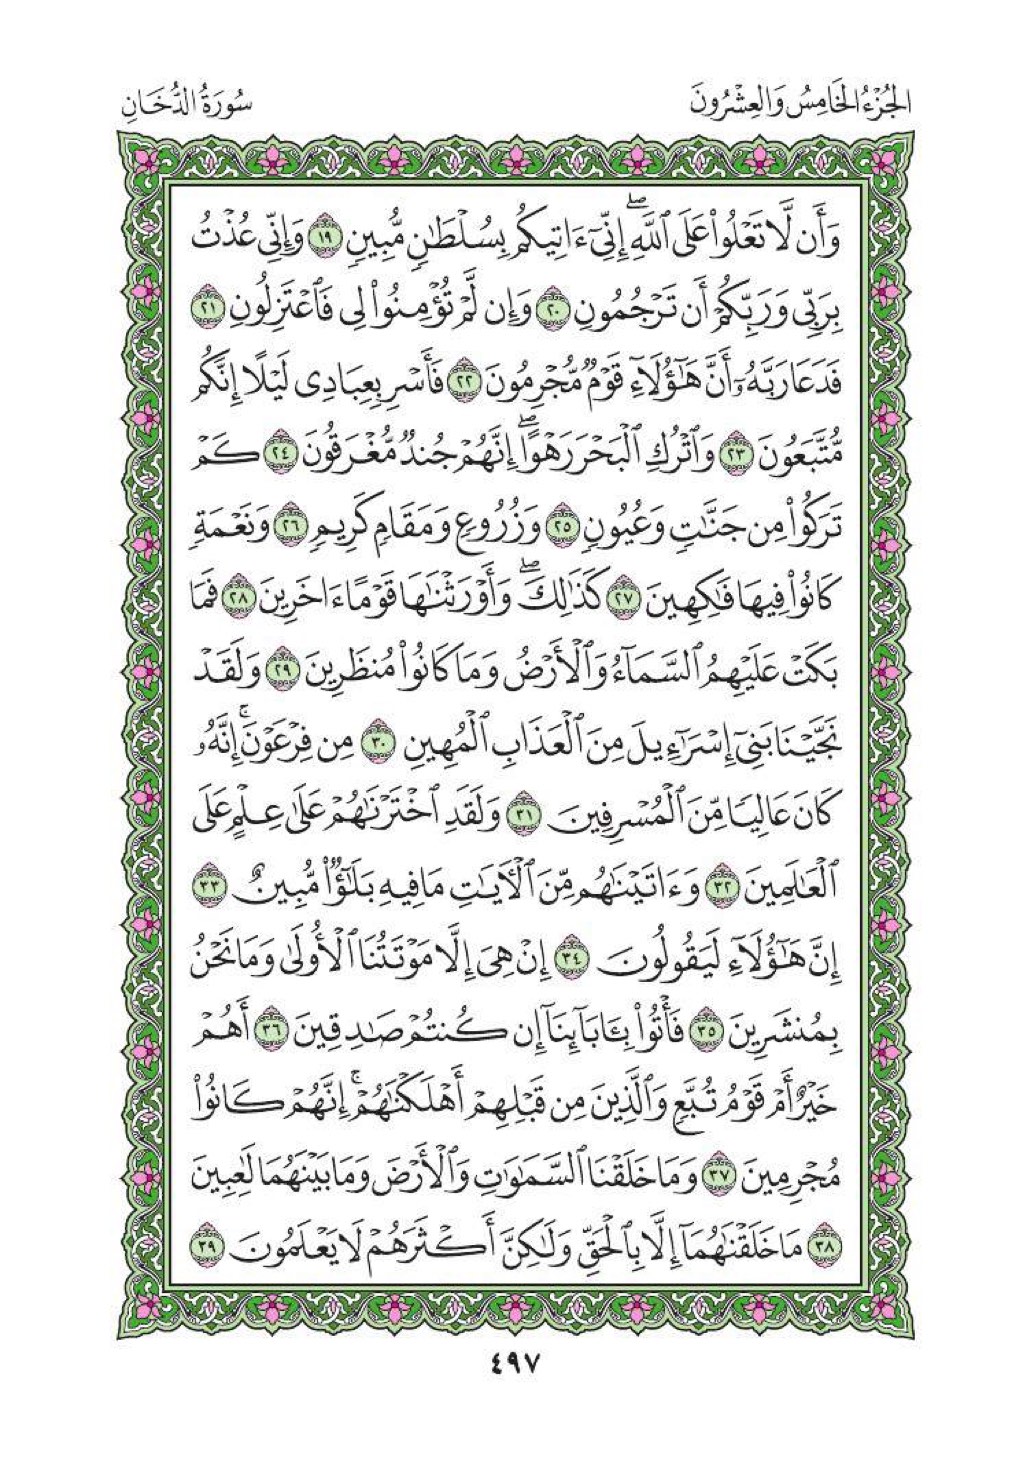 الجُزْءُ الخَامِسُ وَالعِشْرُونَ
سُورَةُ الدُّخَانِ
وَأَن لَّا تَعْلُوا۟ عَلَى ٱللَّهِ ۖ إِنِّىٓ ءَاتِيكُم بِسُلْطَٰنٍ مُّبِينٍ ١٩ وَإِنِّى عُذْتُ
بِرَبِّى وَرَبِّكُمْ أَن تَرْجُمُونِ ٢٠ وَإِن لَّمْ تُؤْمِنُوا۟ لِى فَٱعْتَزِلُونِ ٢١
فَدَعَا رَبَّهُۥٓ أَنَّ هَٰٓؤُلَآءِ قَوْمٌ مُّجْرِمُونَ ٢٢ فَأَسْرِ بِعِبَادِى لَيْلًا إِنَّكُم
مُّتَّبَعُونَ ٢٣ وَٱتْرُكِ ٱلْبَحْرَ رَهْوًا ۖ إِنَّهُمْ جُندٌ مُّغْرَقُونَ ٢٤ كَمْ
تَرَكُوا۟ مِن جَنَّٰتٍ وَعُيُونٍ ٢٥ وَزُرُوعٍ وَمَقَامٍ كَرِيمٍ ٢٦ وَنَعْمَةٍ
كَانُوا۟ فِيهَا فَٰكِهِينَ ٢٧ كَذَٰلِكَ ۖ وَأَوْرَثْنَٰهَا قَوْمًا ءَاخَرِينَ ٢٨ فَمَا
بَكَتْ عَلَيْهِمُ ٱلسَّمَآءُ وَٱلْأَرْضُ وَمَا كَانُوا۟ مُنظَرِينَ ٢٩ وَلَقَدْ
نَجَّيْنَا بَنِىٓ إِسْرَٰٓءِيلَ مِنَ ٱلْعَذَابِ ٱلْمُهِينِ ٣٠ مِن فِرْعَوْنَ ۚ إِنَّهُۥ
كَانَ عَالِيًا مِّنَ ٱلْمُسْرِفِينَ ٣١ وَلَقَدِ ٱخْتَرْنَٰهُمْ عَلَىٰ عِلْمٍ عَلَى
ٱلْعَٰلَمِينَ ٣٢ وَءَاتَيْنَٰهُم مِّنَ ٱلْءَايَٰتِ مَا فِيهِ بَلَٰٓؤٌا۟ مُّبِينٌ ٣٣
إِنَّ هَٰٓؤُلَآءِ لَيَقُولُونَ ٣٤ إِنْ هِىَ إِلَّا مَوْتَتُنَا ٱلْأُولَىٰ وَمَا نَحْنُ
بِمُنشَرِينَ ٣٥ فَأْتُوا۟ بِـَٔابَآئِنَآ إِن كُنتُمْ صَٰدِقِينَ ٣٦ أَهُمْ
خَيْرٌ أَمْ قَوْمُ تُبَّعٍ وَٱلَّذِينَ مِن قَبْلِهِمْ أَهْلَكْنَٰهُمْ ۚ إِنَّهُمْ كَانُوا۟
مُجْرِمِينَ ٣٧ وَمَا خَلَقْنَا ٱلسَّمَٰوَٰتِ وَٱلْأَرْضَ وَمَا بَيْنَهُمَا لَٰعِبِينَ
٣٨ مَا خَلَقْنَٰهُمَآ إِلَّا بِٱلْحَقِّ وَلَٰكِنَّ أَكْثَرَهُمْ لَا يَعْلَمُونَ ٣٩
٤٩٧